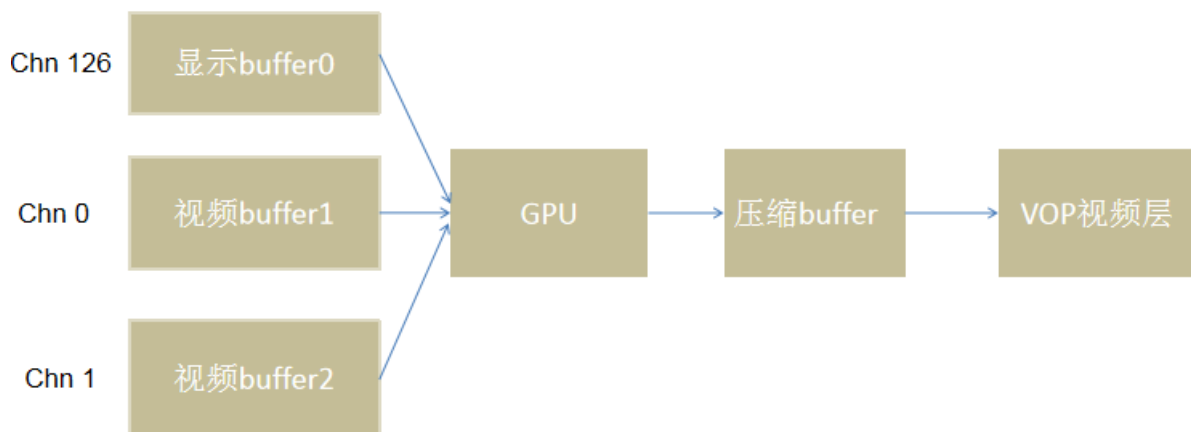 Chn 126
显示buffer0
Chn 0
视频buffer1
GPU
压缩buffer
VOP视频层
Chn 1
视频buffer2